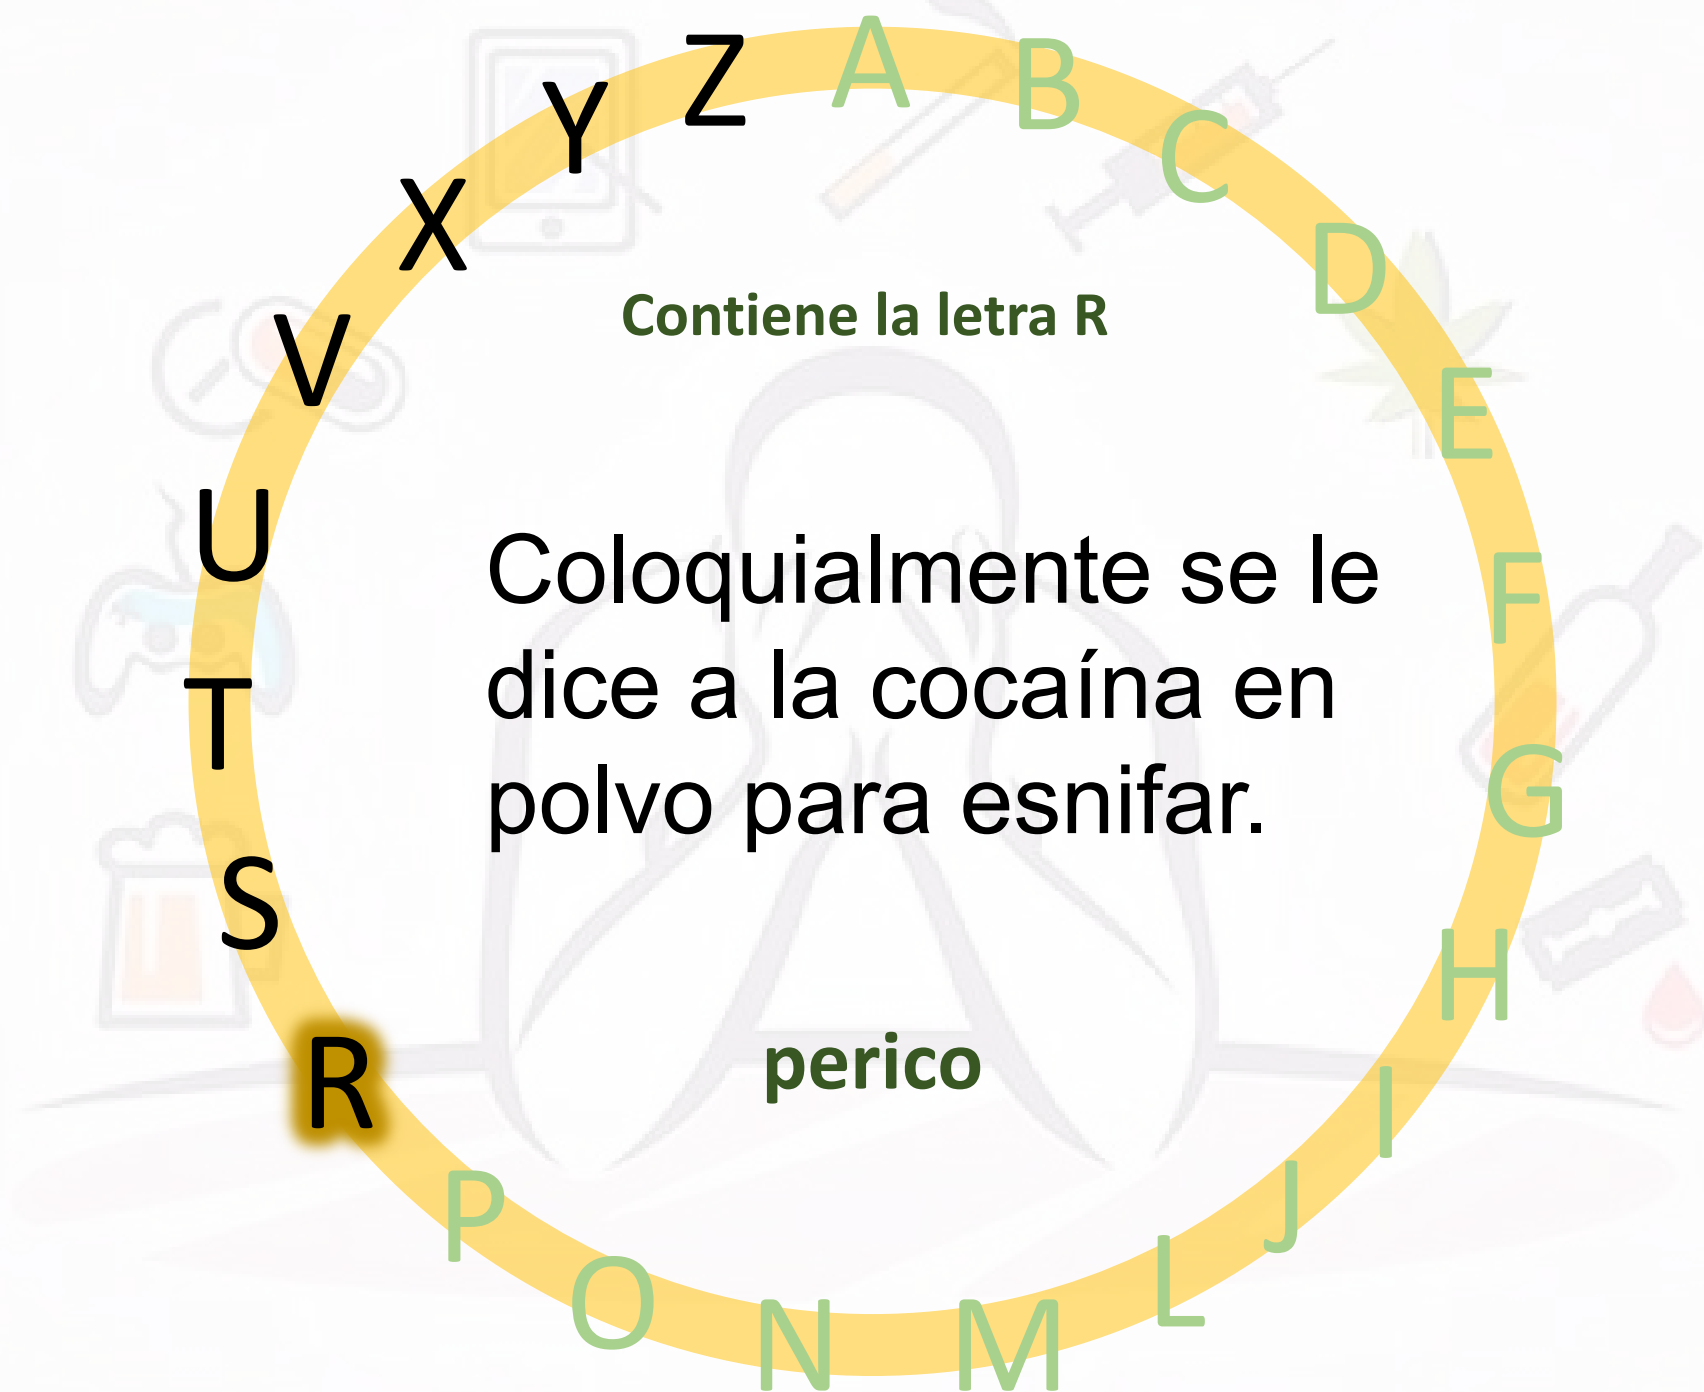 A
B
C
D
E
F
G
H
I
J
L
M
N
O
P
R
S
T
U
V
X
Y
Z
Contiene la letra R
Coloquialmente se le
dice a la cocaína en
polvo para esnifar.
perico